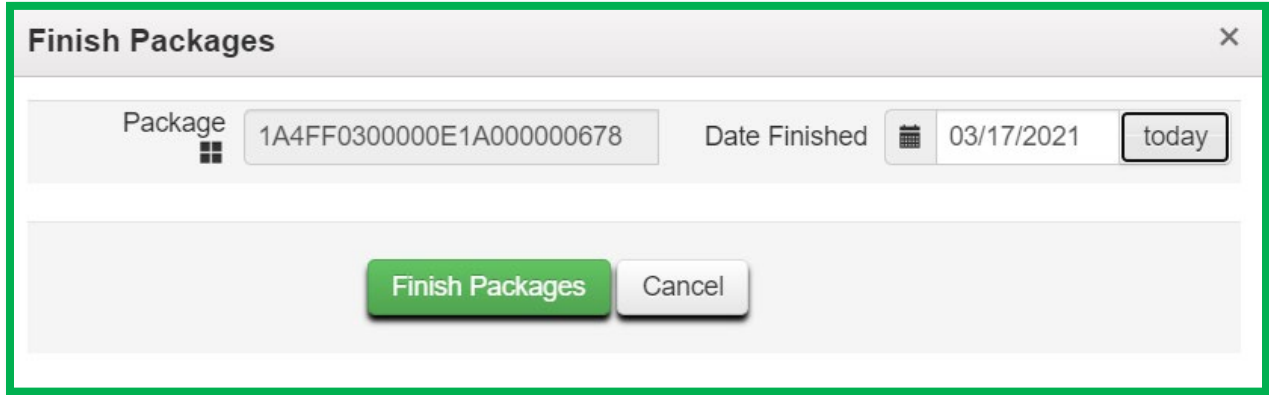 Finish Packages ×
Package 1A4FF0300000E1A000000678 Date Finished 03/17/2021 today
Finish Packages Cancel